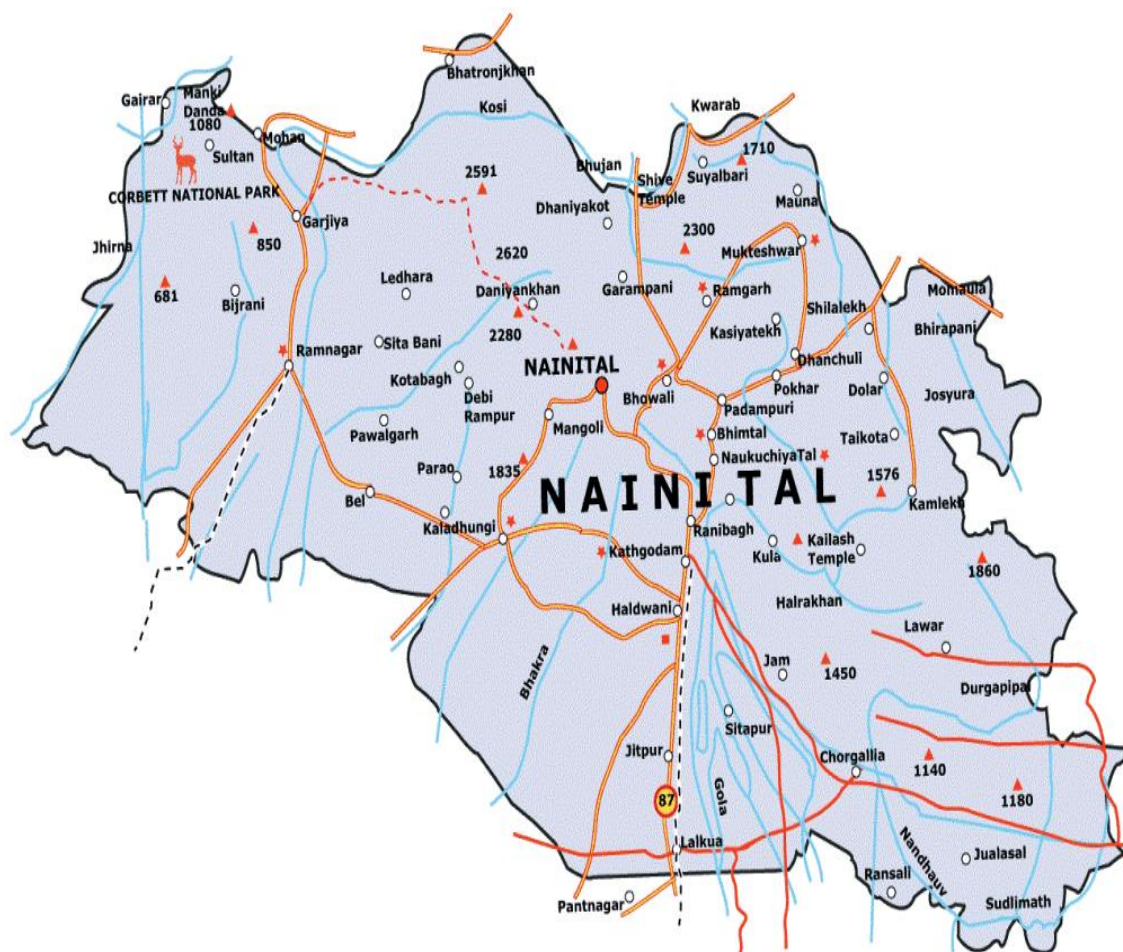 Bhatronjkhan
Gairar
Manki
Danda
1080
Kosi
Kwarab
Mohan
Sultan
1710
Suyalbari
Bhujan
Shive
Temple
2591
CORBETT NATIONAL PARK
Mauna
Dhaniyakot
Garjiya
Jhirna
850
2300
Mukteshwar
2620
Ledhara
Daniyankhan
Garampani
Ramgarh
681
Bijrani
Momaula
Shilalekh
Kasiyatekh
Bhirapani
2280
Sita Bani
Ramnagar
Dhanchuli
NAINITAL
Kotabagh
Bhowali
Pokhar
Dolar
Josyura
Debi
Rampur
Padampuri
Pawalgarh
Mangoli
Bhimtal
Taikota
NaukuchiyaTal
Paraq
1835
1576
NAINITAL
Bel
Kamlekh
Kaladhungi
Ranibagh
Kathgodam
Kula
Kailash
Temple
1860
Haldwani
Halrakhan
Lawar
Bhakra
Jam
1450
Durgapipal
Sitapur
Jitpur
Chorgallia
1140
1180
87
Gola
Lalkua
Nandhauv
Jualasal
Ransali
Pantnagar
Sudlimath